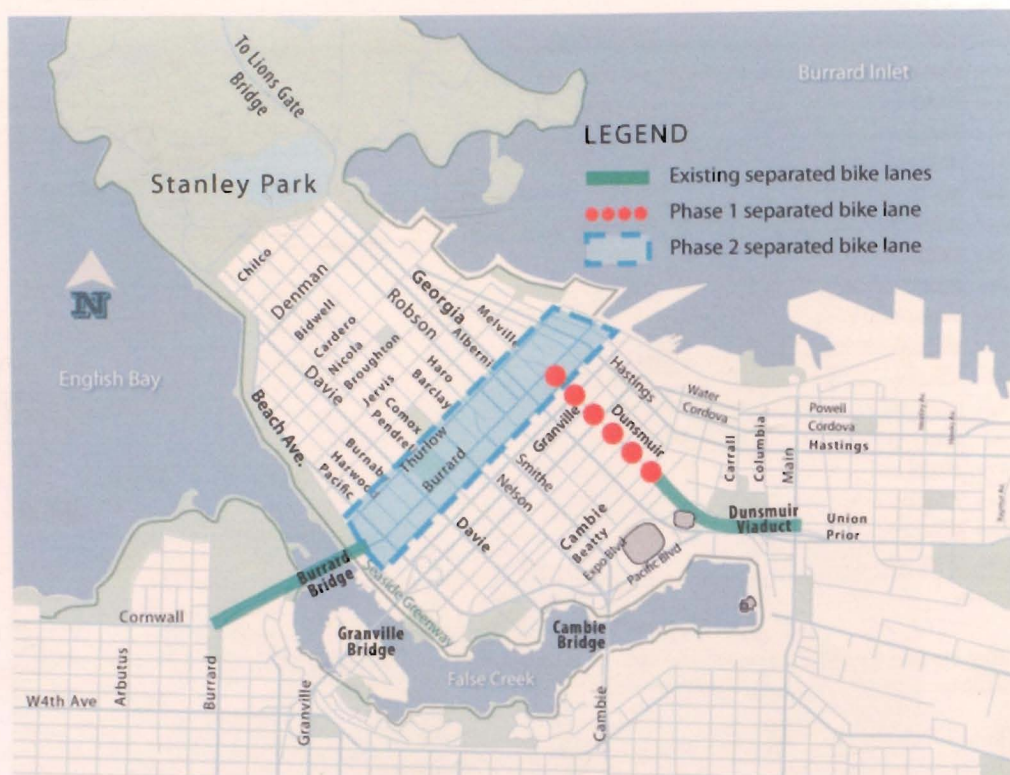 To Lions Gate
Bridge
Burrard Inlet
LEGEND
Existing separated bike lanes
Phase 1 separated bike lane
Phase 2 separated bike lane
Stanley Park
N
Chilco
Denman
Bidwell
Cardero
Nicola
Broughton
Davie
Jervis
Comox
Pendrel
Georgia
Robson
Melville
Alberni
Haro
Barclay
English Bay
Beach Ave.
Burnab
Harwood
Pacific
Thurlow
Burrard
Hastings
Granville
Dunsmuir
Smithe
Nelson
Davie
Water
Cordova
Carrall
Columbia
Main
Powell
Cordova
Hastings
Dunsmuir
Viaduct
Union
Prior
Cambie
Beatty
Expo Blvd
Pacific Blvd
Burrard
Bridge
Seaside Greenway
Cornwall
Granville
Bridge
Cambie
Bridge
False Creek
W4th Ave
Arbutus
Burrard
Granville
Cambie